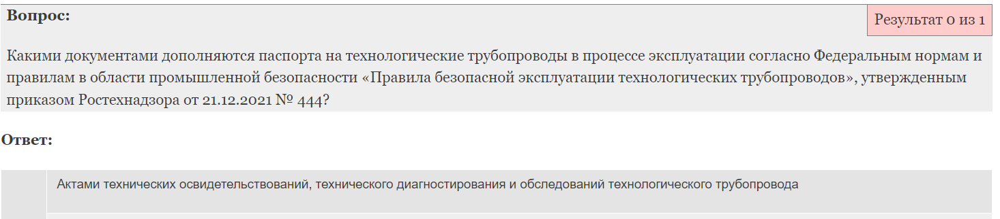 Вопрос:
Результат 0 из 1
Какими документами дополняются паспорта на технологические трубопроводы в процессе эксплуатации согласно Федеральным нормам и
правилам в области промышленной безопасности «Правила безопасной эксплуатации технологических трубопроводов», утвержденным
приказом Ростехнадзора от 21.12.2021 № 444?
Ответ:
Актами технических освидетельствований, технического диагностирования и обследований технологического трубопровода